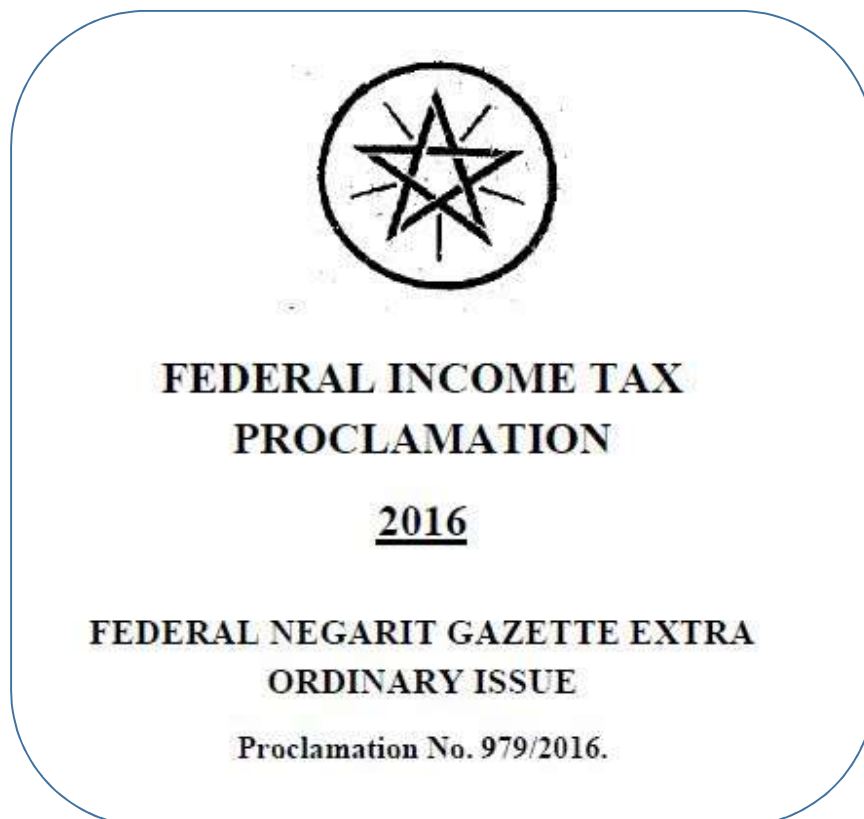 FEDERAL INCOME TAX
PROCLAMATION
2016
FEDERAL NEGARIT GAZETTE EXTRA
ORDINARY ISSUE
Proclamation No. 979/2016.